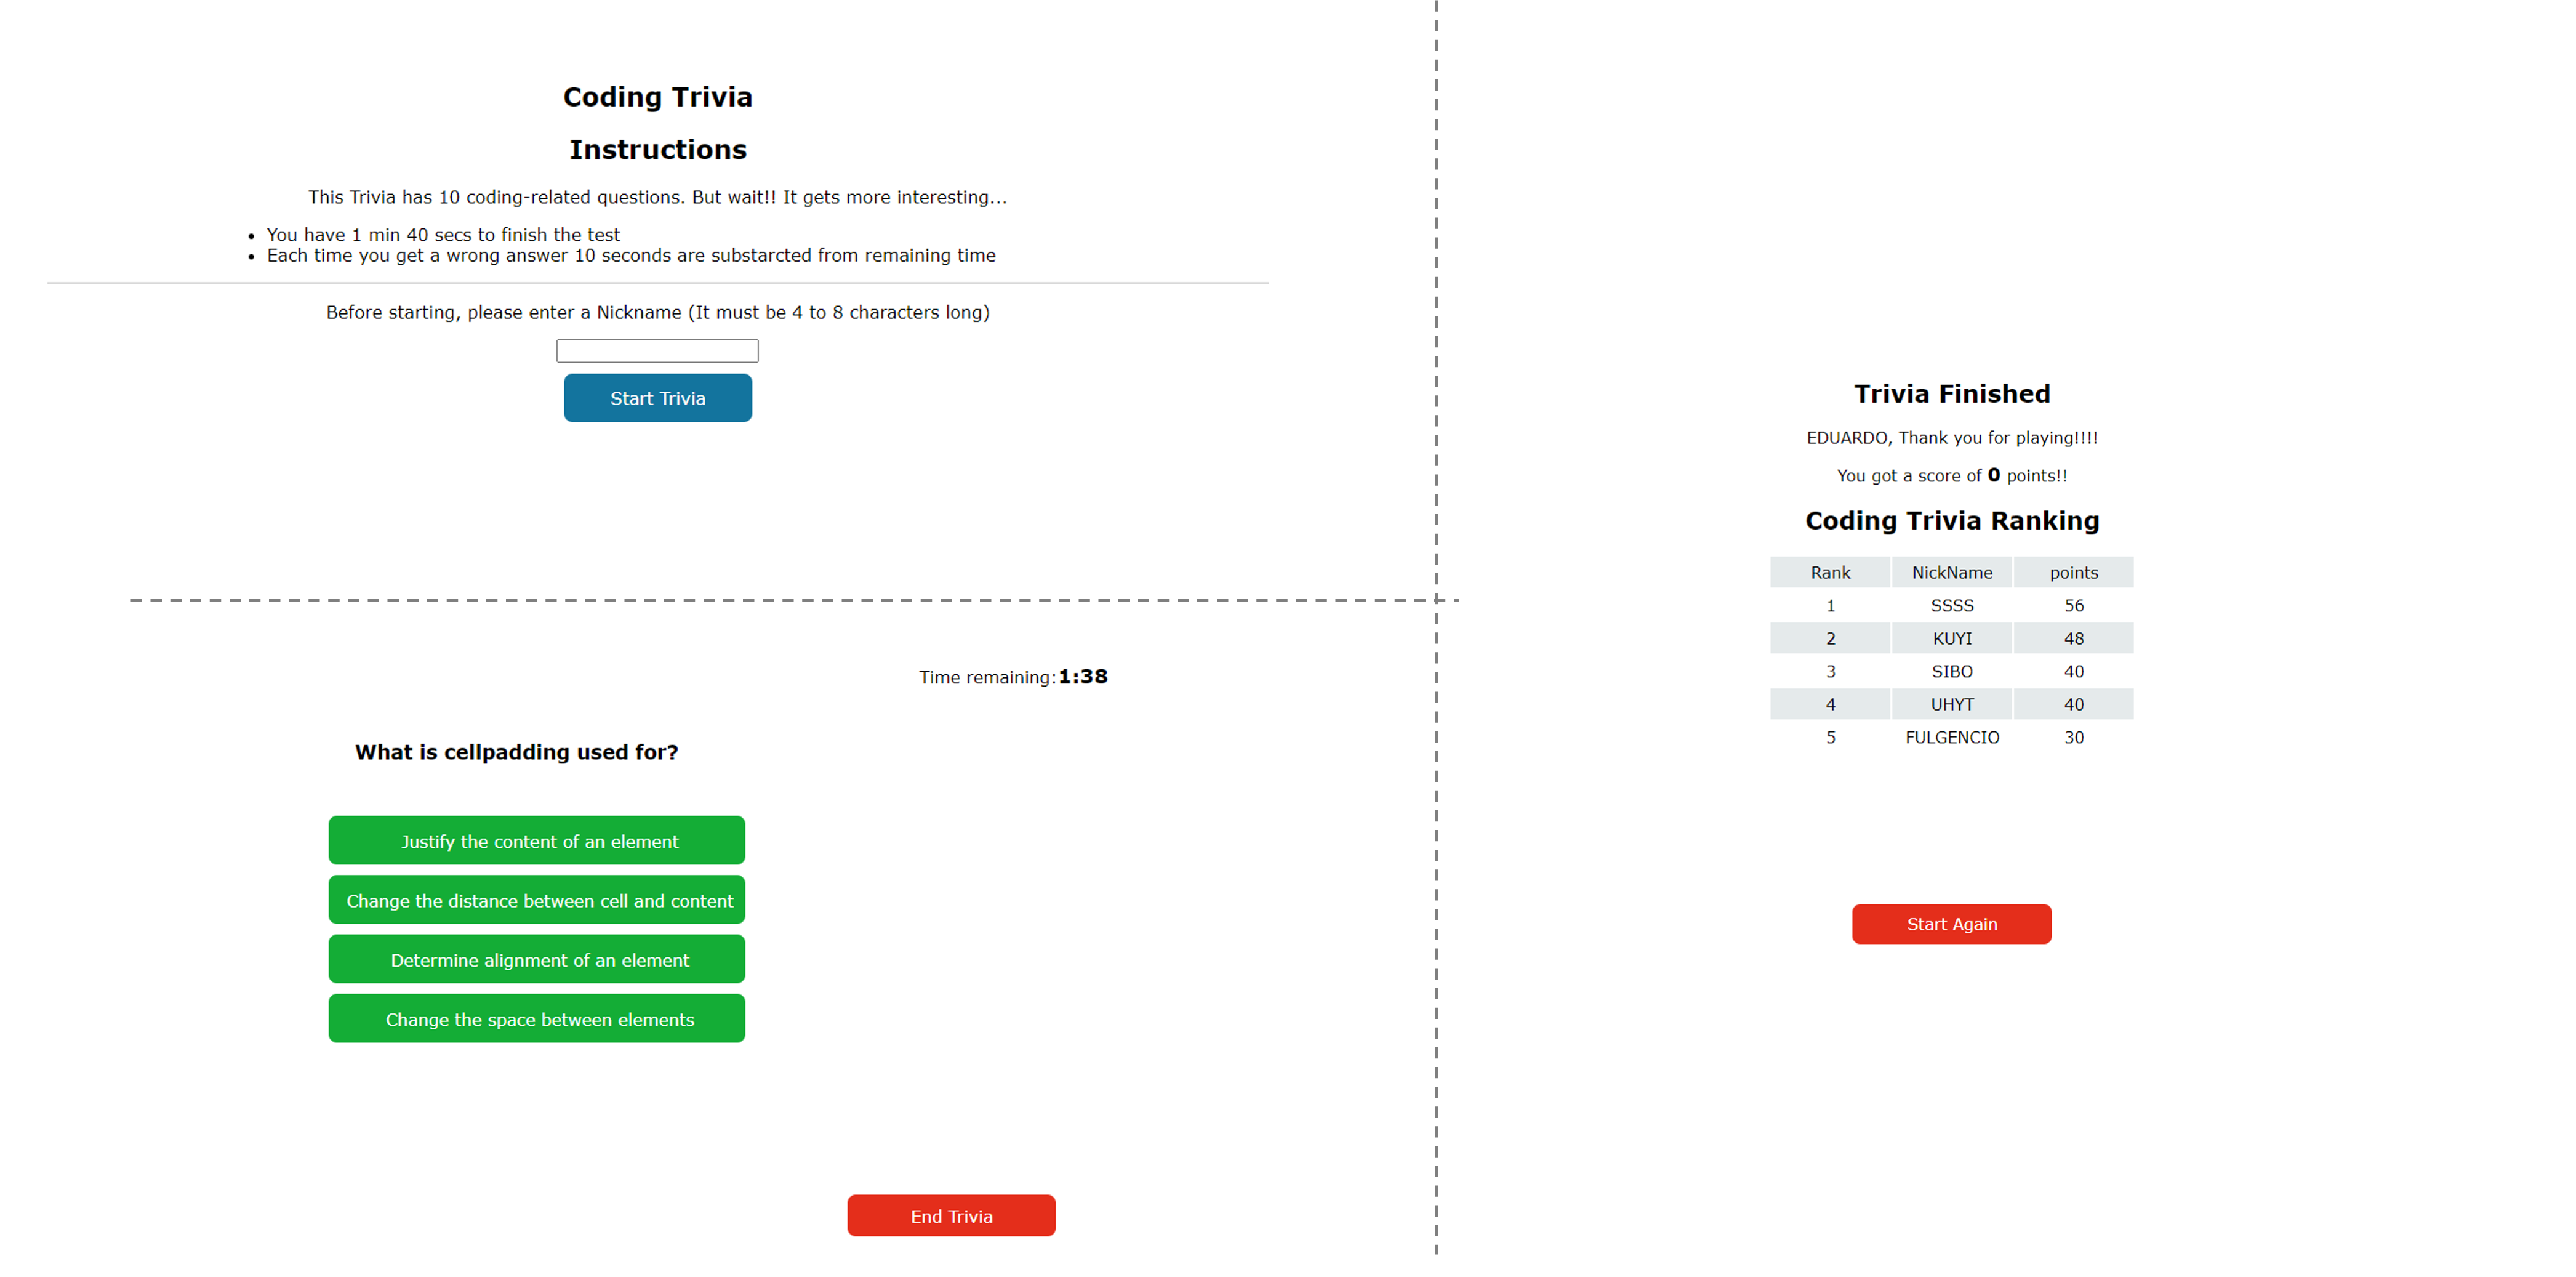 Coding Trivia
Instructions
This Trivia has 10 coding-related questions. But wait!! It gets more interesting...
• You have 1 min 40 secs to finish the test
• Each time you get a wrong answer 10 seconds are substarcted from remaining time
Before starting, please enter a Nickname (It must be 4 to 8 characters long)
Start Trivia
Time remaining:1:38
What is cellpadding used for?
Justify the content of an element
Change the distance between cell and content
Determine alignment of an element
Change the space between elements
End Trivia
Trivia Finished
EDUARDO, Thank you for playing!!!!
You got a score of 0 points!!
Coding Trivia Ranking
Rank NickName points
1 SSSS 56
2 KUYI 48
3 SIBO 40
4 UHYT 40
5 FULGENCIO 30
Start Again